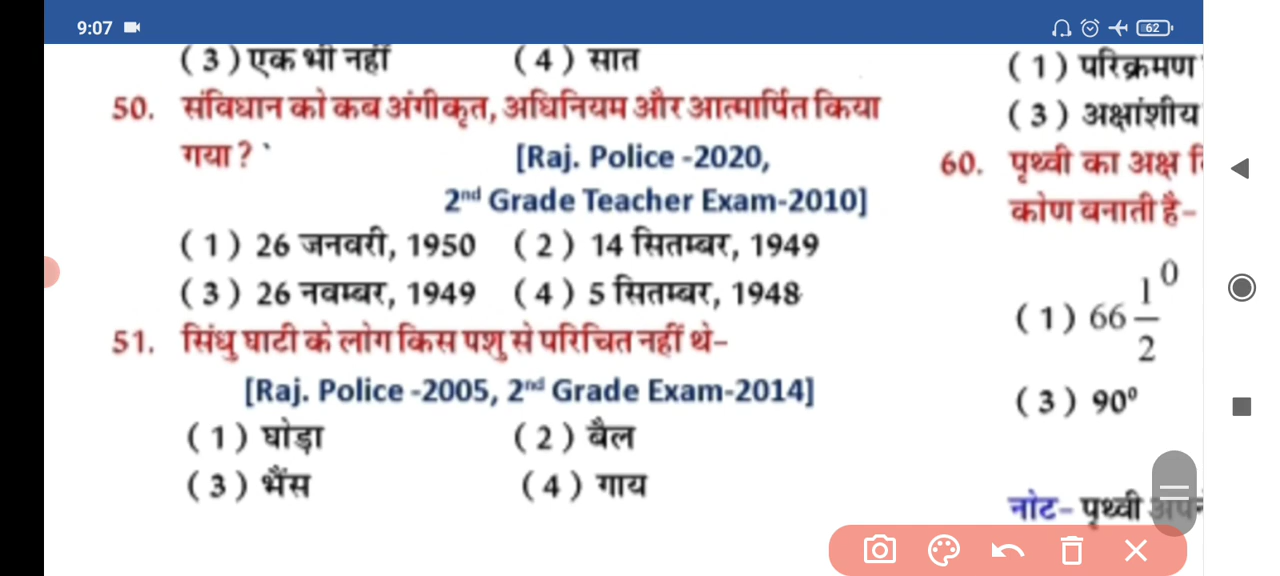 9:07
62
( 3 ) एक भी नहीं ( 4 ) सात
50. संविधान को कब अंगीकृत, अधिनियम और आत्मार्पित किया
गया ?
[Raj. Police -2020,
2nd Grade Teacher Exam-2010]
( 1 ) 26 जनवरी, 1950 ( 2 ) 14 सितम्बर, 1949
( 3 ) 26 नवम्बर, 1949 ( 4 ) 5 सितम्बर, 1948
51. सिंधु घाटी के लोग किस पशु से परिचित नहीं थे-
[Raj. Police -2005, 2nd Grade Exam-2014]
( 1 ) घोड़ा ( 2 ) बैल
( 3 ) भैंस ( 4 ) गाय
( 1 ) परिक्रमण
( 3 ) अक्षांशीय
60. पृथ्वी का अक्ष
कोण बनाती है-
( 1 ) 66 1/2⁰
( 3 ) 90⁰
नोट- पृथ्वी